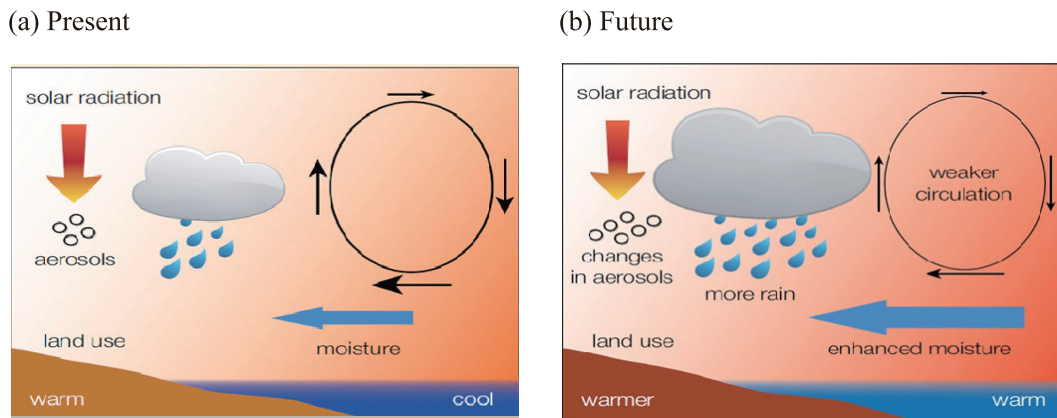 (a) Present
solar radiation
aerosols
moisture
land use
warm
cool
(b) Future
solar radiation
weaker
circulation
changes
in aerosols
more rain
land use
enhanced moisture
warmer
warm